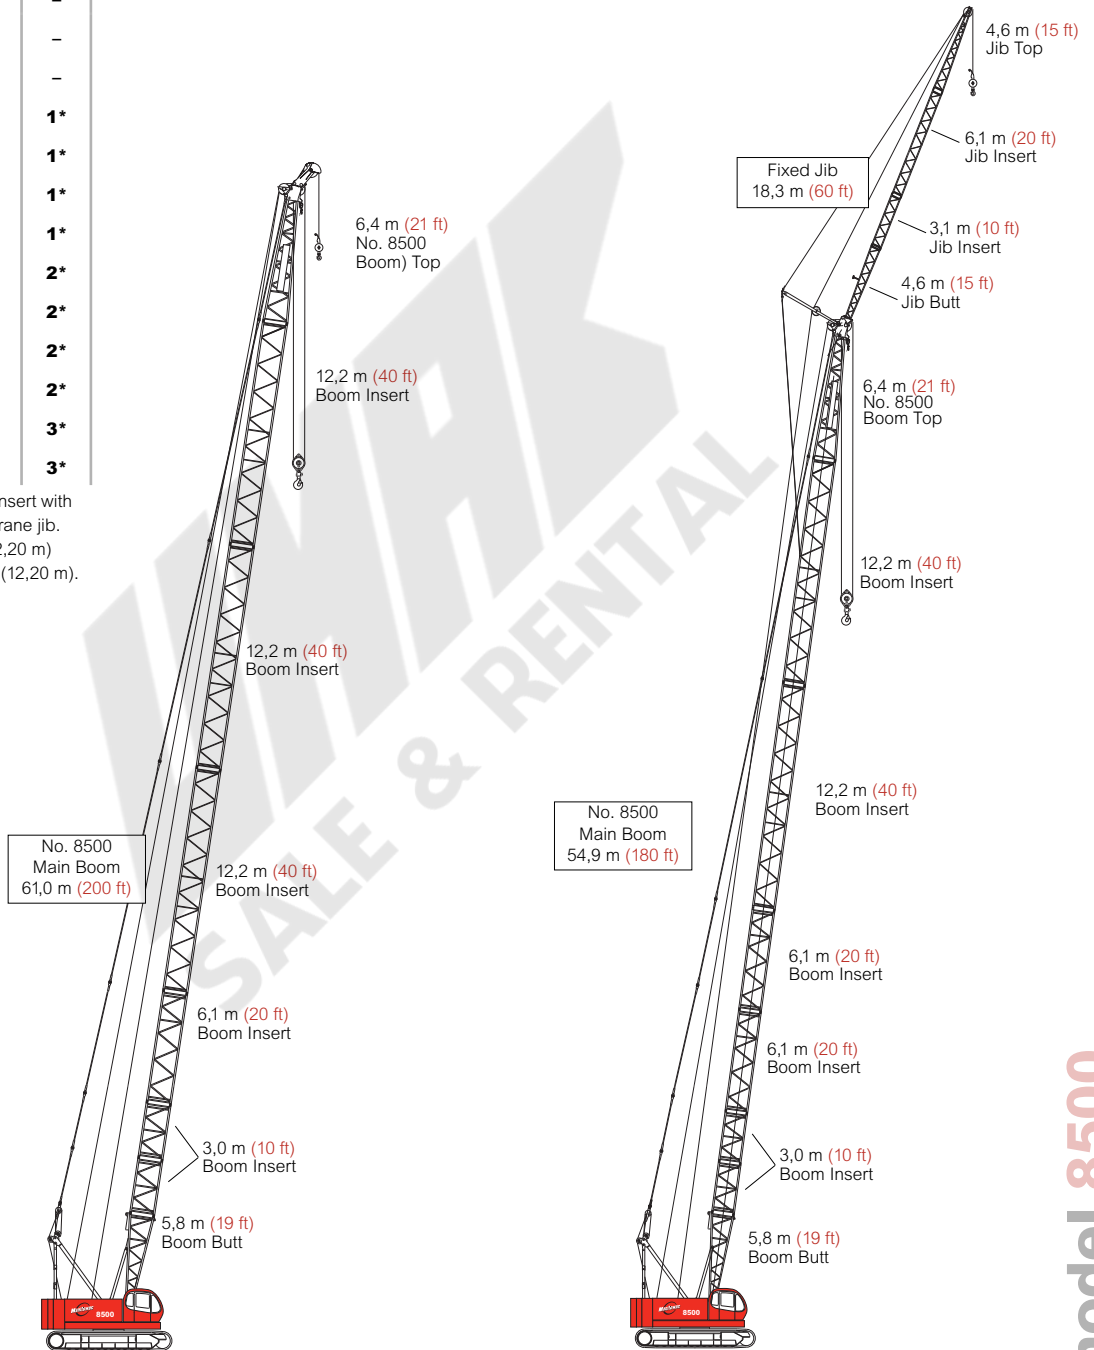 –
–
–
1*
1*
1*
1*
2*
2*
2*
2*
3*
3*
nsert with
rane jib.
2,20 m)
(12,20 m).
6,4 m (21 ft)
No. 8500
Boom) Top
12,2 m (40 ft)
Boom Insert
12,2 m (40 ft)
Boom Insert
No. 8500
Main Boom
61,0 m (200 ft)
12,2 m (40 ft)
Boom Insert
6,1 m (20 ft)
Boom Insert
3,0 m (10 ft)
Boom Insert
5,8 m (19 ft)
Boom Butt
Manitowoc
8500
4,6 m (15 ft)
Jib Top
6,1 m (20 ft)
Jib Insert
Fixed Jib
18,3 m (60 ft)
3,1 m (10 ft)
Jib Insert
4,6 m (15 ft)
Jib Butt
6,4 m (21 ft)
No. 8500
Boom Top
12,2 m (40 ft)
Boom Insert
12,2 m (40 ft)
Boom Insert
No. 8500
Main Boom
54,9 m (180 ft)
6,1 m (20 ft)
Boom Insert
6,1 m (20 ft)
Boom Insert
3,0 m (10 ft)
Boom Insert
5,8 m (19 ft)
Boom Butt
Manitowoc
8500
SALE & RENTAL
model 8500